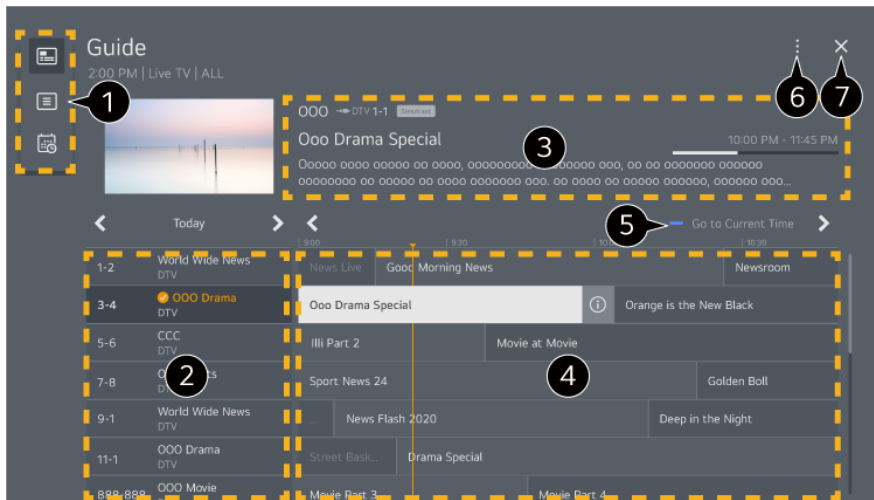 Guide
2:00 PM | Live TV | ALL
1
6
7
OOO DTV 1-1 Simulcast
Ooo Drama Special
3
10:00 PM - 11:45 PM
Ooooo oooo ooooo oo oooo, ooooooooo ooooo ooo, oo oo ooooooo oooooo
oooooooo oo ooooo oo oooo oooooooo ooo. oo oooo oo ooooo oooooo, oooooo ooo...
Today
5
Go to Current Time
9:00
9:30
10:30
1-2
World Wide News
DTV
News Live
Good Morning News
Newsroom
3-4
OOO Drama
DTV
Ooo Drama Special
Orange is the New Black
5-6
CCC
DTV
Illi Part 2
Movie at Movie
7-8
2
Sport News 24
4
Golden Boll
9-1
World Wide News
DTV
...
News Flash 2020
Deep in the Night
11-1
OOO Drama
DTV
Street Bask...
Drama Special
888-888
OOO Movie
Movie Part 3
Movie Part 4